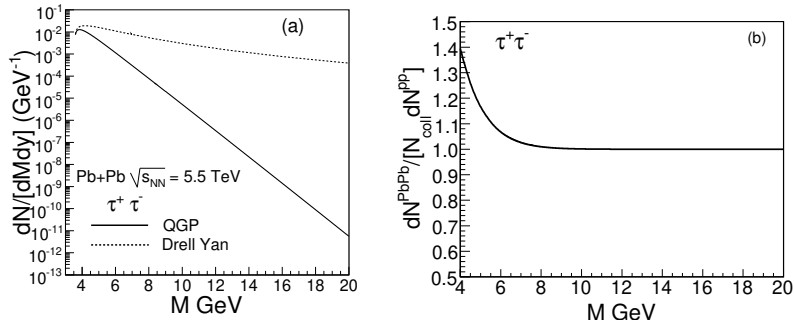 (a)
dN/[dMdy] (GeV⁻¹)
10⁻¹
10⁻²
10⁻³
10⁻⁴
10⁻⁵
10⁻⁶
10⁻⁷
10⁻⁸
10⁻⁹
10⁻¹⁰
10⁻¹¹
10⁻¹²
10⁻¹³
Pb+Pb √s_NN = 5.5 TeV
τ⁺ τ⁻
QGP
Drell Yan
4 6 8 10 12 14 16 18 20
M GeV
(b)
τ⁺τ⁻
dN^PbPb/[N_coll dN^pp]
1.5
1.4
1.3
1.2
1.1
1.0
0.9
0.8
0.7
0.6
0.5
4 6 8 10 12 14 16 18 20
M GeV